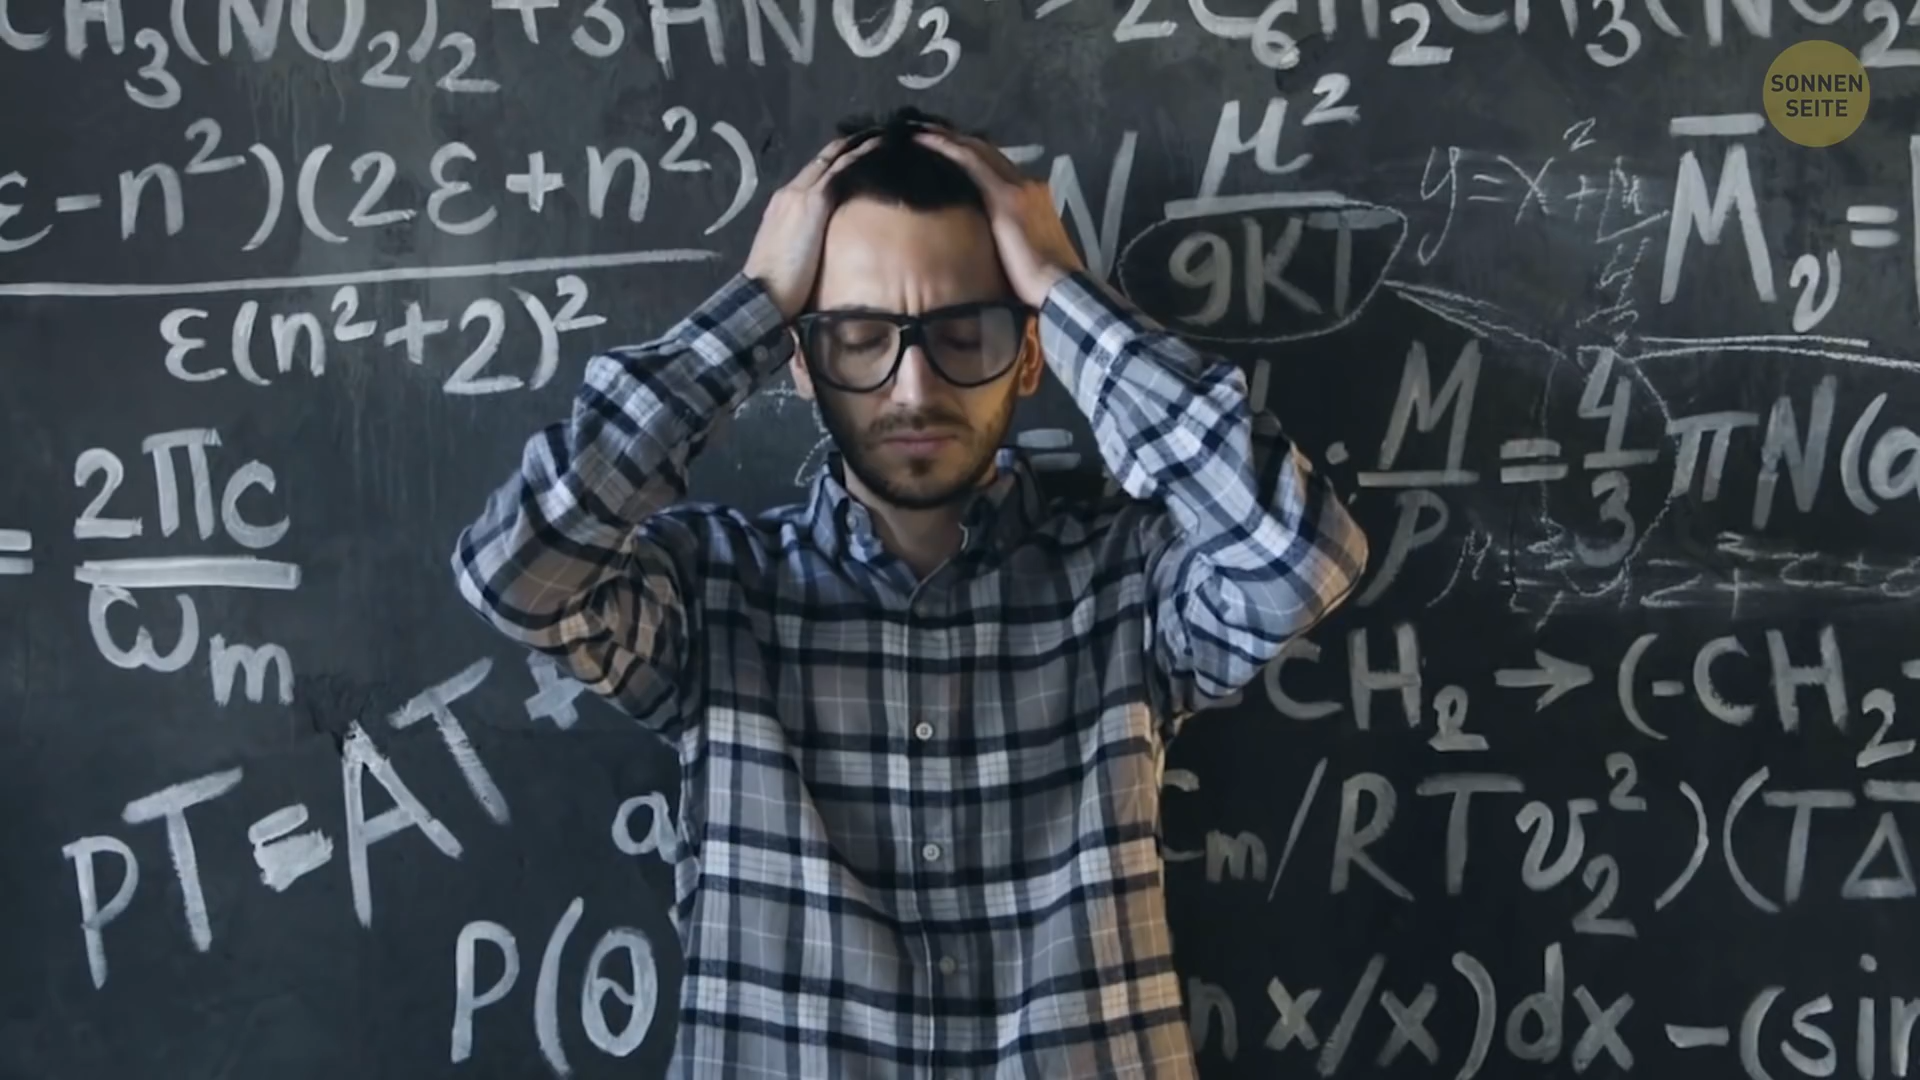 CH₃(NO₂)₂ +3HNO₃
SONNEN
SEITE
ε-n²)(2ε+n²)
ε(n²+2)²
N μ²
9KT
y=x²+
M̅ᵥ=
= 2πc
ωₘ
M
P
= 4
3
πN(a
PT=AT+
CH₂→(-CH₂-
a
Cm/RTv₂²)(TΔ
P(θ
n x/x)dx-(sin